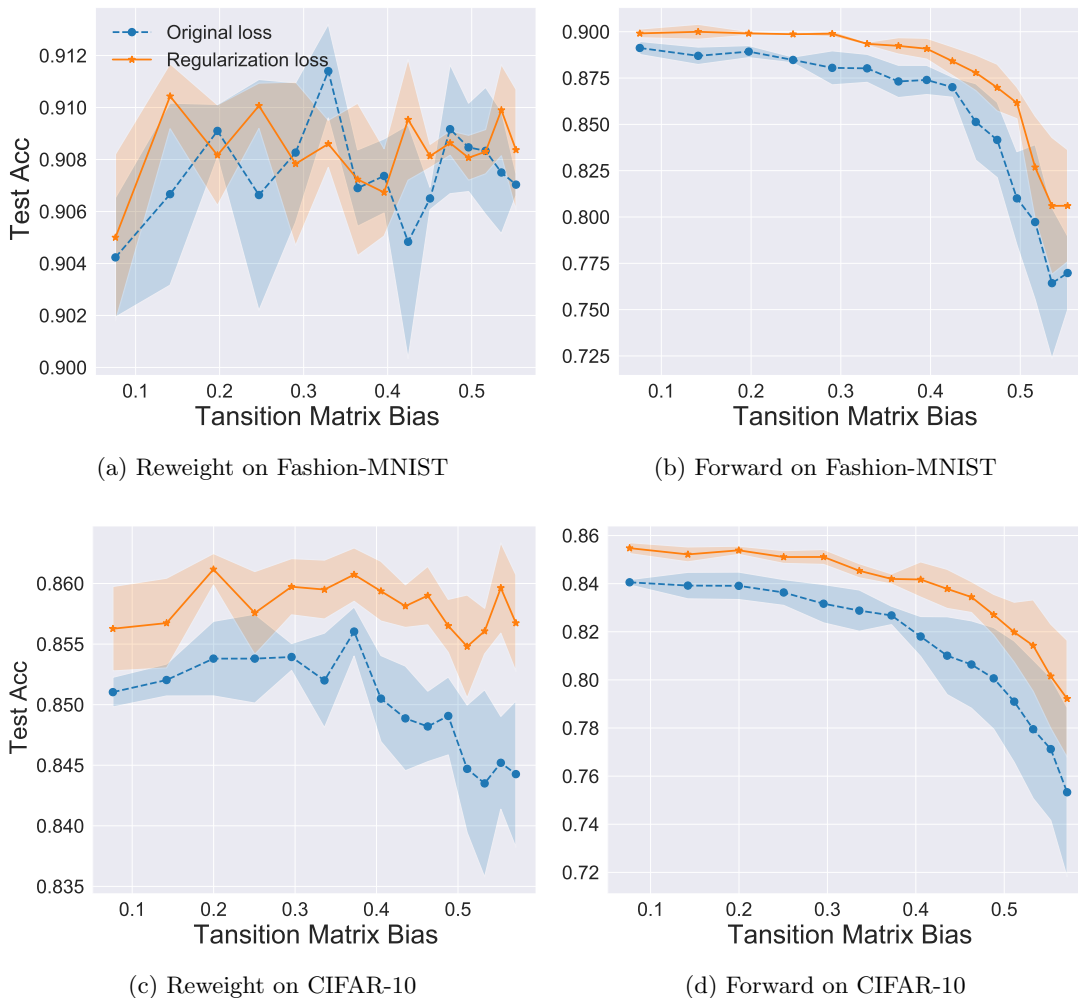 Original loss
Regularization loss
0.912
0.910
0.908
0.906
0.904
0.902
0.900
Test Acc
0.1 0.2 0.3 0.4 0.5
Tansition Matrix Bias
(a) Reweight on Fashion-MNIST
0.900
0.875
0.850
0.825
0.800
0.775
0.750
0.725
0.1 0.2 0.3 0.4 0.5
Tansition Matrix Bias
(b) Forward on Fashion-MNIST
0.860
0.855
0.850
0.845
0.840
0.835
Test Acc
0.1 0.2 0.3 0.4 0.5
Tansition Matrix Bias
(c) Reweight on CIFAR-10
0.86
0.84
0.82
0.80
0.78
0.76
0.74
0.72
0.1 0.2 0.3 0.4 0.5
Tansition Matrix Bias
(d) Forward on CIFAR-10